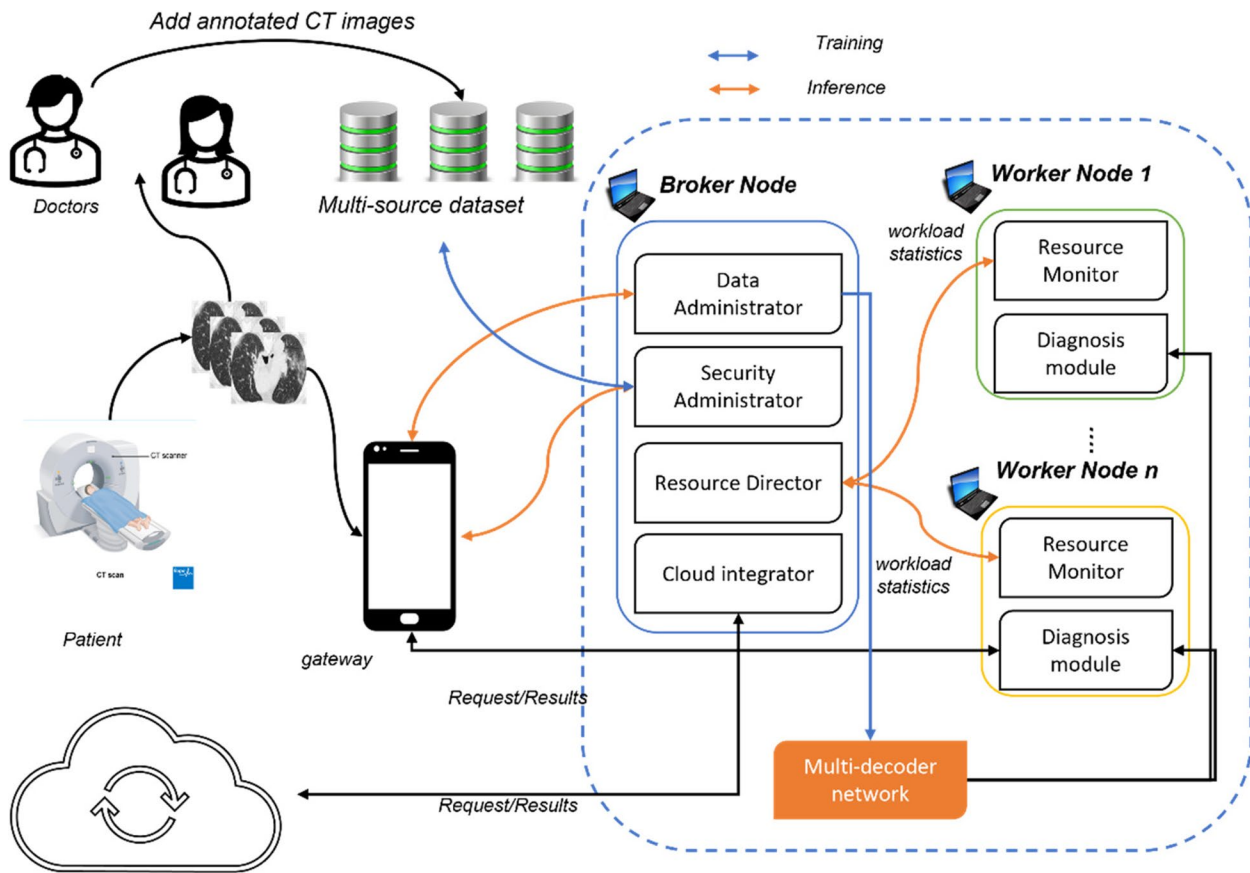 Add annotated CT images
Training
Inference
Doctors
Multi-source dataset
Broker Node
Worker Node 1
workload
statistics
Data
Administrator
Resource
Monitor
Security
Administrator
Diagnosis
module
CT scanner
CT scan
Resource Director
Worker Node n
Cloud integrator
workload
statistics
Resource
Monitor
Patient
gateway
Diagnosis
module
Request/Results
Multi-decoder
network
Request/Results